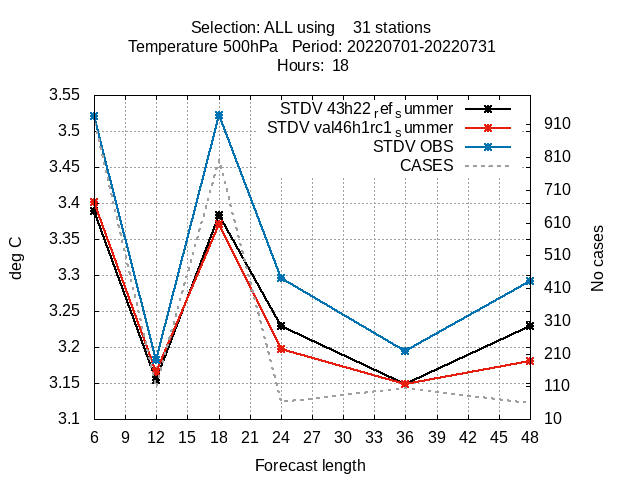 Selection: ALL using    31 stations
Temperature 500hPa   Period: 20220701-20220731
Hours:  18
STDV 43h22_ref_summer
STDV val46h1rc1_summer
STDV OBS
CASES
deg C
3.55
3.5
3.45
3.4
3.35
3.3
3.25
3.2
3.15
3.1
No cases
910
810
710
610
510
410
310
210
110
10
6 9 12 15 18 21 24 27 30 33 36 39 42 45 48
Forecast length